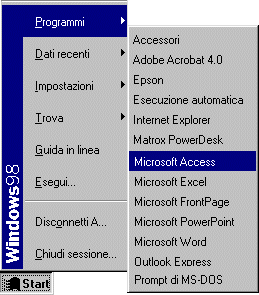 Programmi
Dati recenti
Impostazioni
Trova
Guida in linea
Esegui...
Disconnetti A...
Chiudi sessione...
Windows98
Start
Accessori
Adobe Acrobat 4.0
Epson
Esecuzione automatica
Internet Explorer
Matrox PowerDesk
Microsoft Access
Microsoft Excel
Microsoft FrontPage
Microsoft PowerPoint
Microsoft Word
Outlook Express
Prompt di MS-DOS